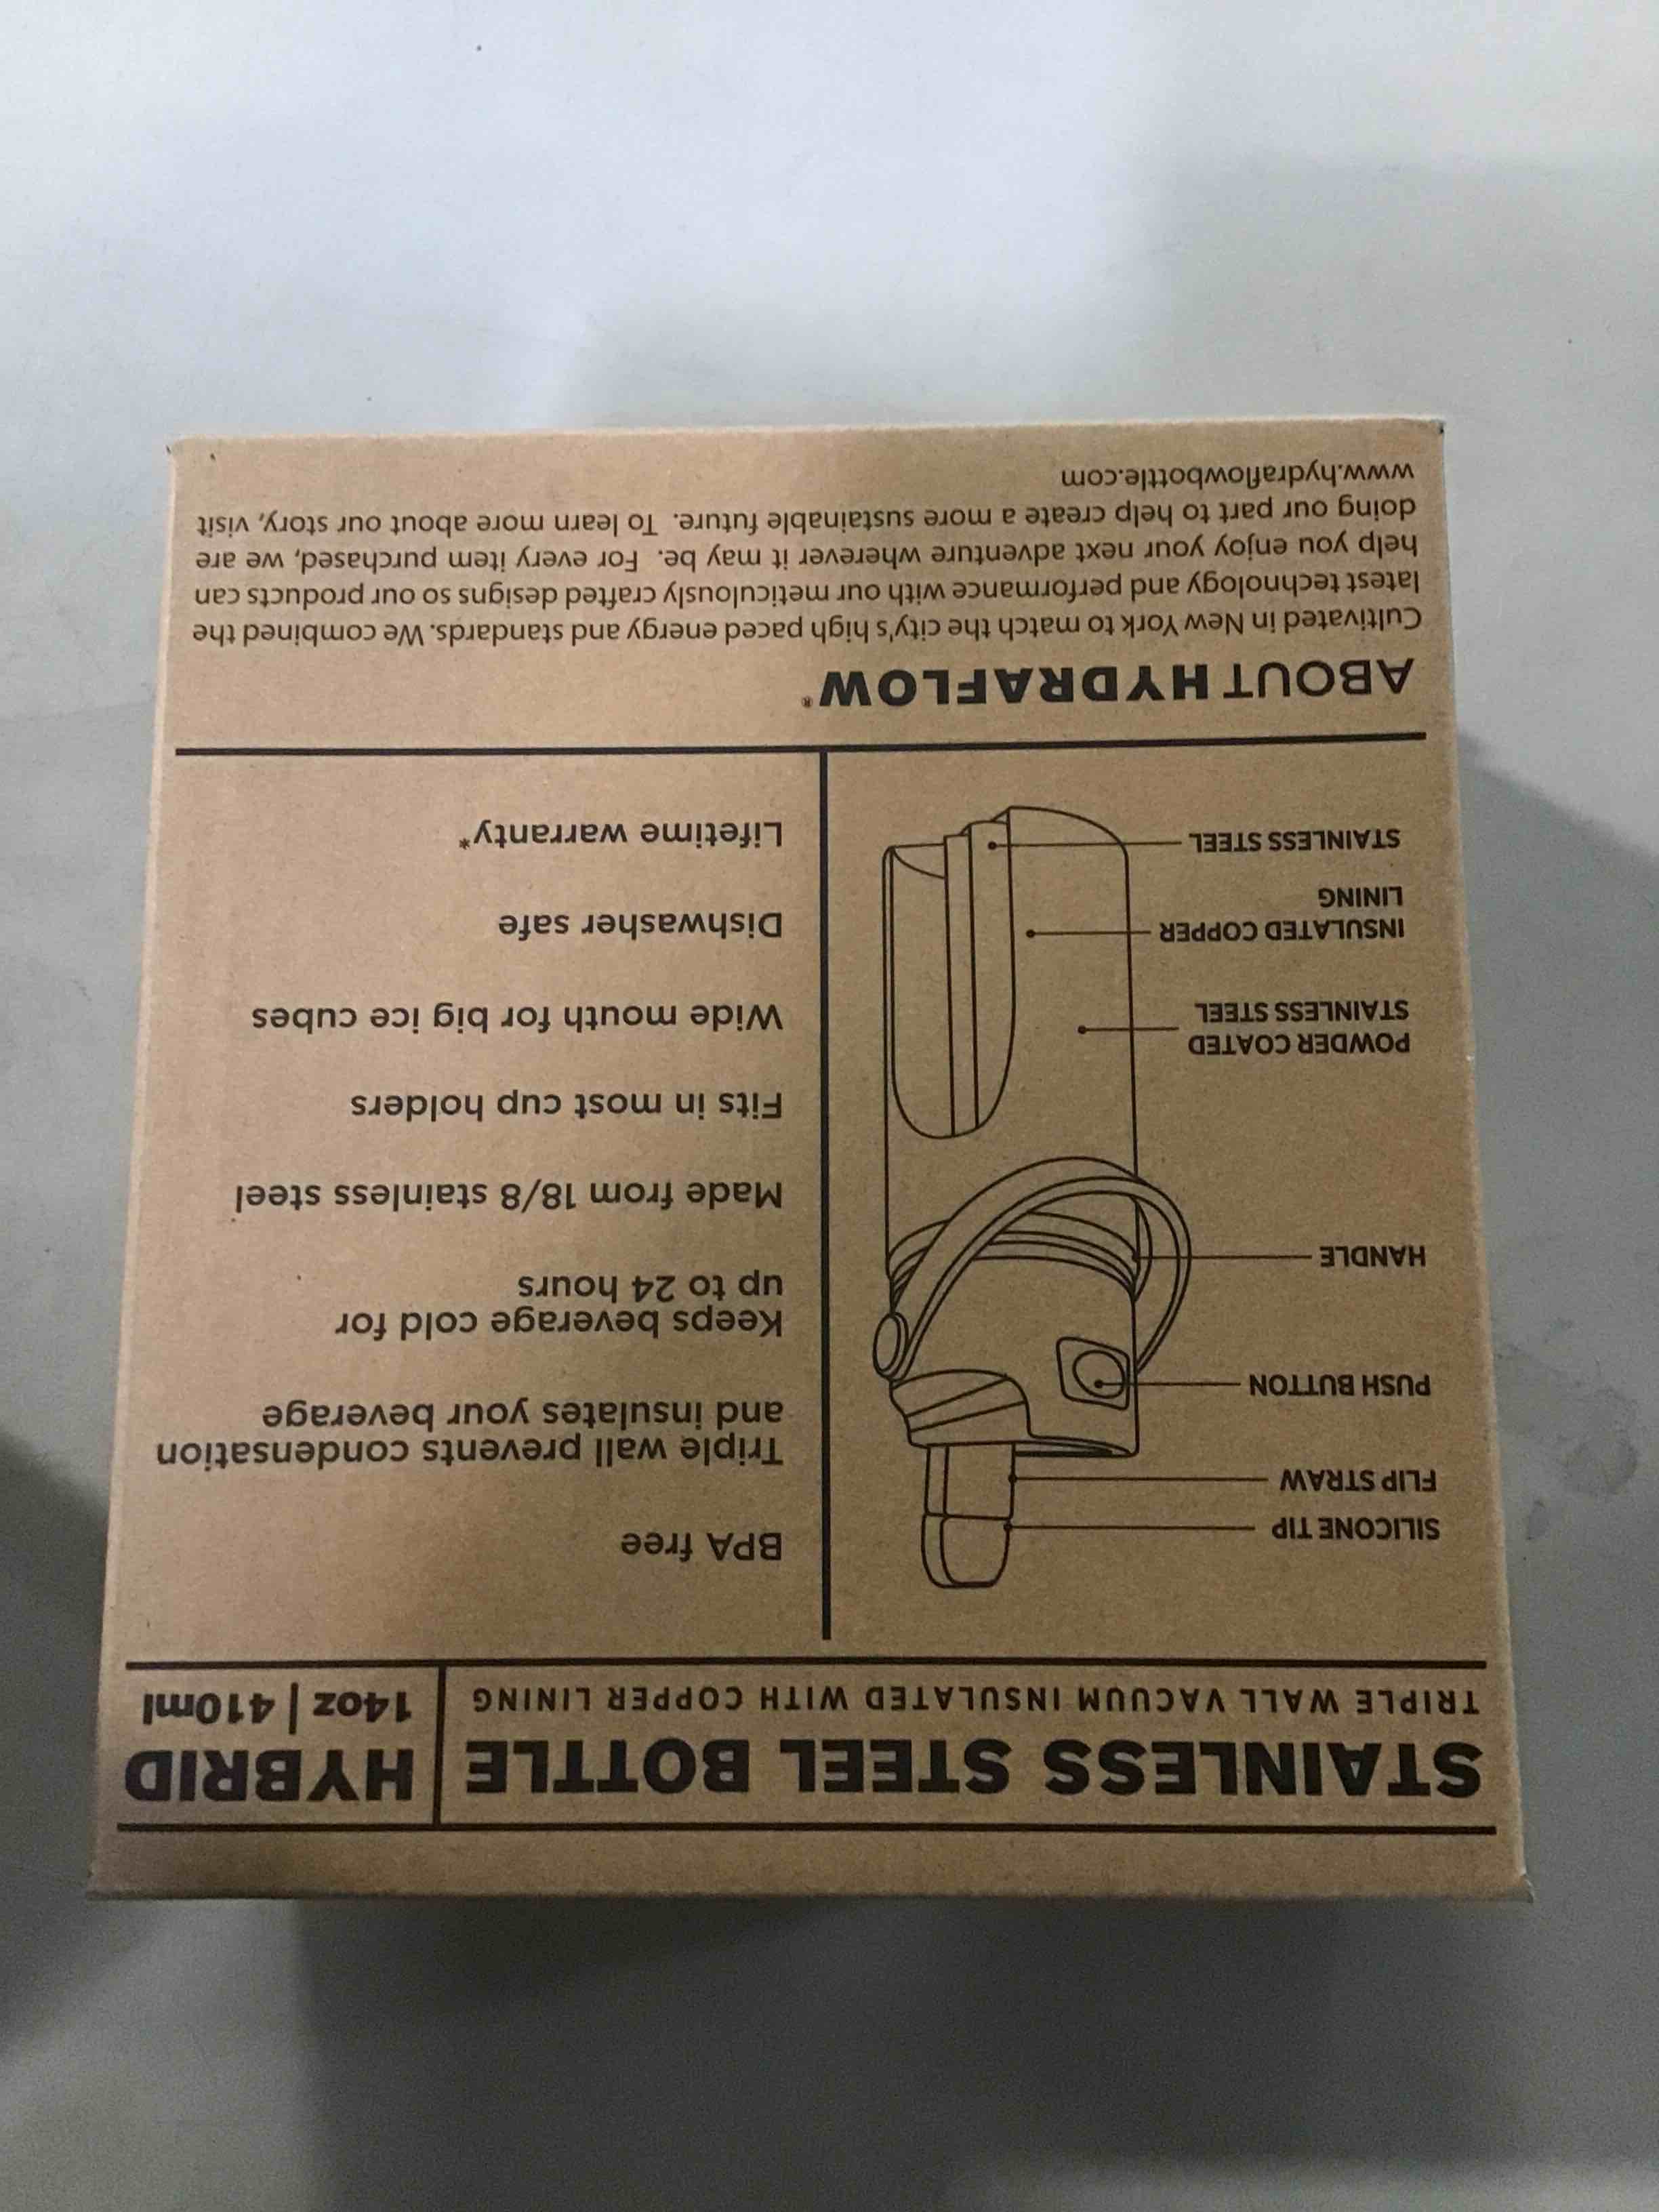 STAINLESS STEEL BOTTLE
TRIPLE WALL VACUUM INSULATED WITH COPPER LINING
HYBRID
14oz | 410ml
SILICONE TIP
FLIP STRAW
PUSH BUTTON
HANDLE
POWDER COATED
STAINLESS STEEL
INSULATED COPPER
LINING
STAINLESS STEEL
BPA free
Triple wall prevents condensation
and insulates your beverage
Keeps beverage cold for
up to 24 hours
Made from 18/8 stainless steel
Fits in most cup holders
Wide mouth for big ice cubes
Dishwasher safe
Lifetime warranty*
ABOUT HYDRAFLOW®
Cultivated in New York to match the city's high paced energy and standards. We combined the
latest technology and performance with our meticulously crafted designs so our products can
help you enjoy your next adventure wherever it may be. For every item purchased, we are
doing our part to help create a more sustainable future. To learn more about our story, visit
www.hydraflowbottle.com